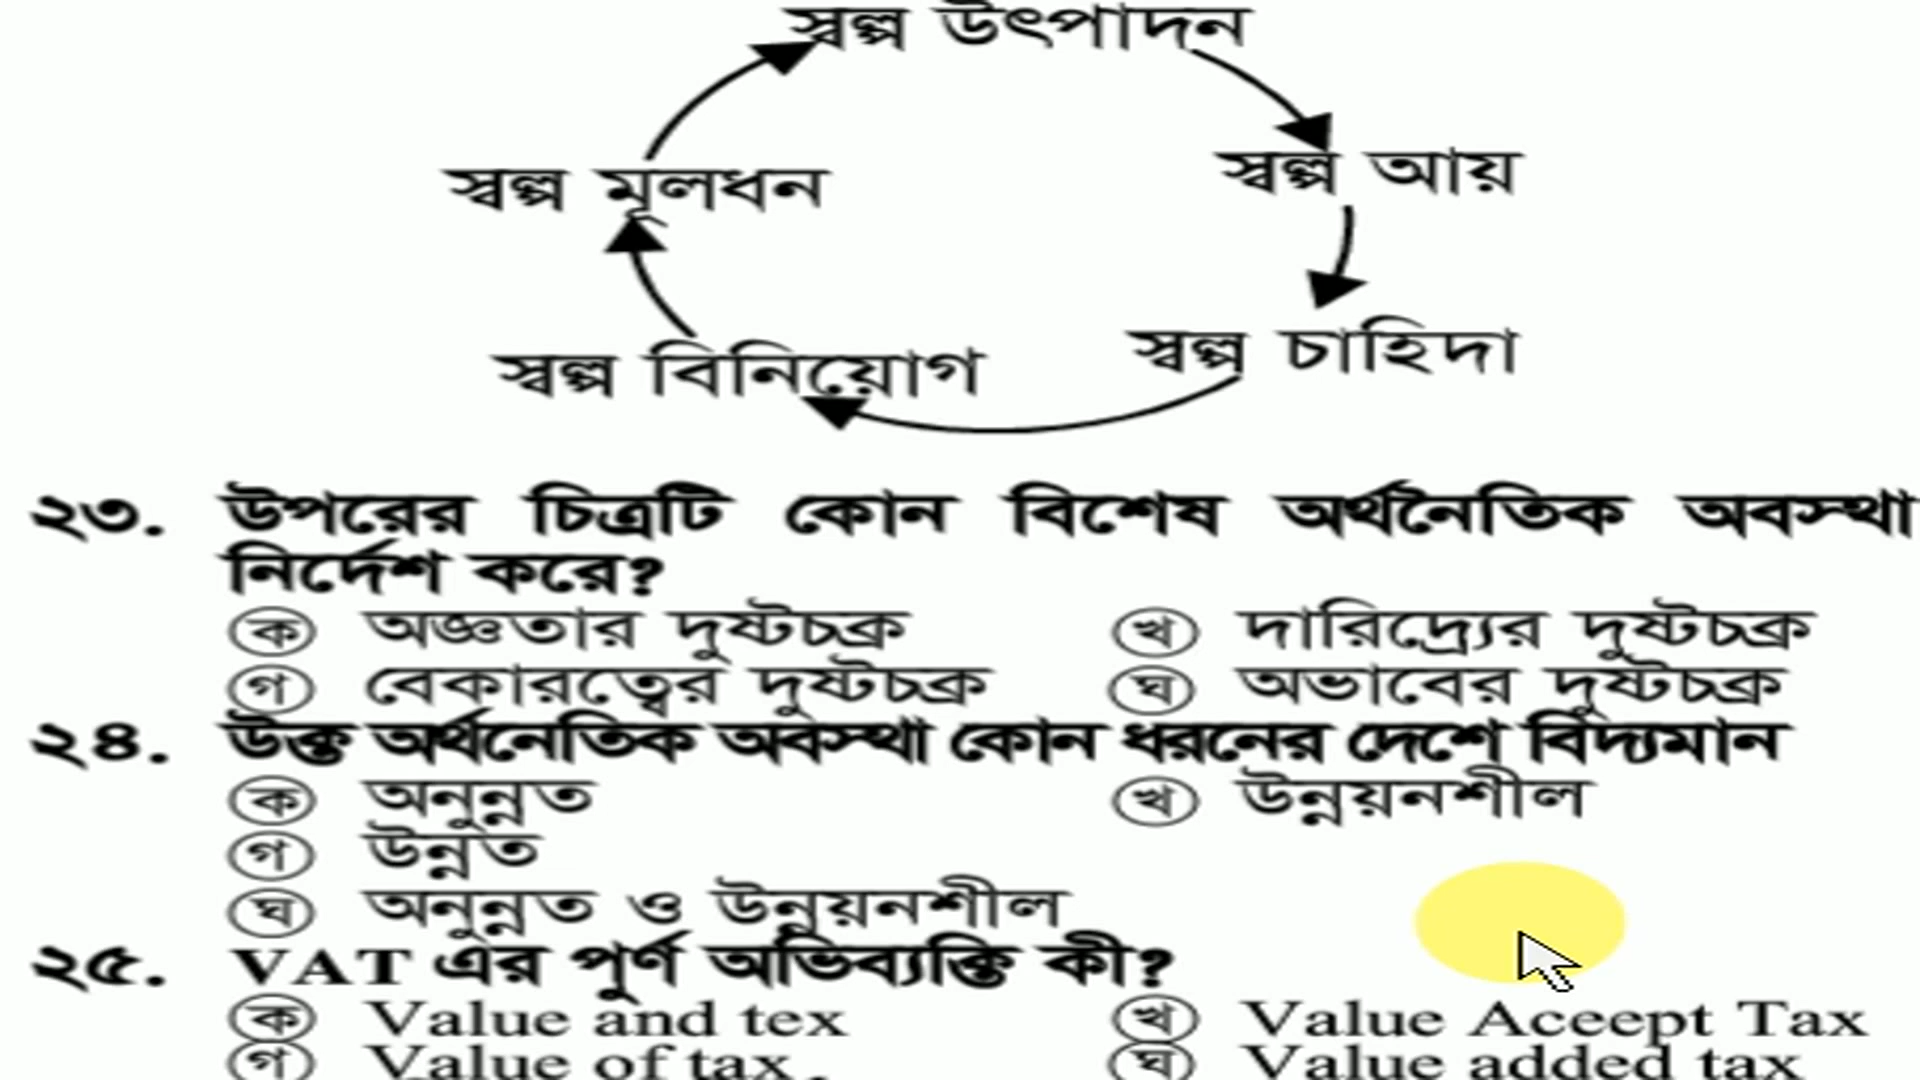 স্বল্প উৎপাদন
স্বল্প আয়
স্বল্প মূলধন
স্বল্প চাহিদা
স্বল্প বিনিয়োগ
২৩. উপরের চিত্রটি কোন বিশেষ অর্থনৈতিক অবস্থা
নির্দেশ করে?
ক অজ্ঞতার দুষ্টচক্র খ দারিদ্র্যের দুষ্টচক্র
গ বেকারত্বের দুষ্টচক্র ঘ অভাবের দুষ্টচক্র
২৪. উক্ত অর্থনৈতিক অবস্থা কোন ধরনের দেশে বিদ্যমান
ক অনুন্নত খ উন্নয়নশীল
গ উন্নত
ঘ অনুন্নত ও উন্নয়নশীল
২৫. VAT এর পুর্ণ অভিব্যক্তি কী?
ক Value and tex খ Value Aceept Tax
গ Value of tax ঘ Value added tax